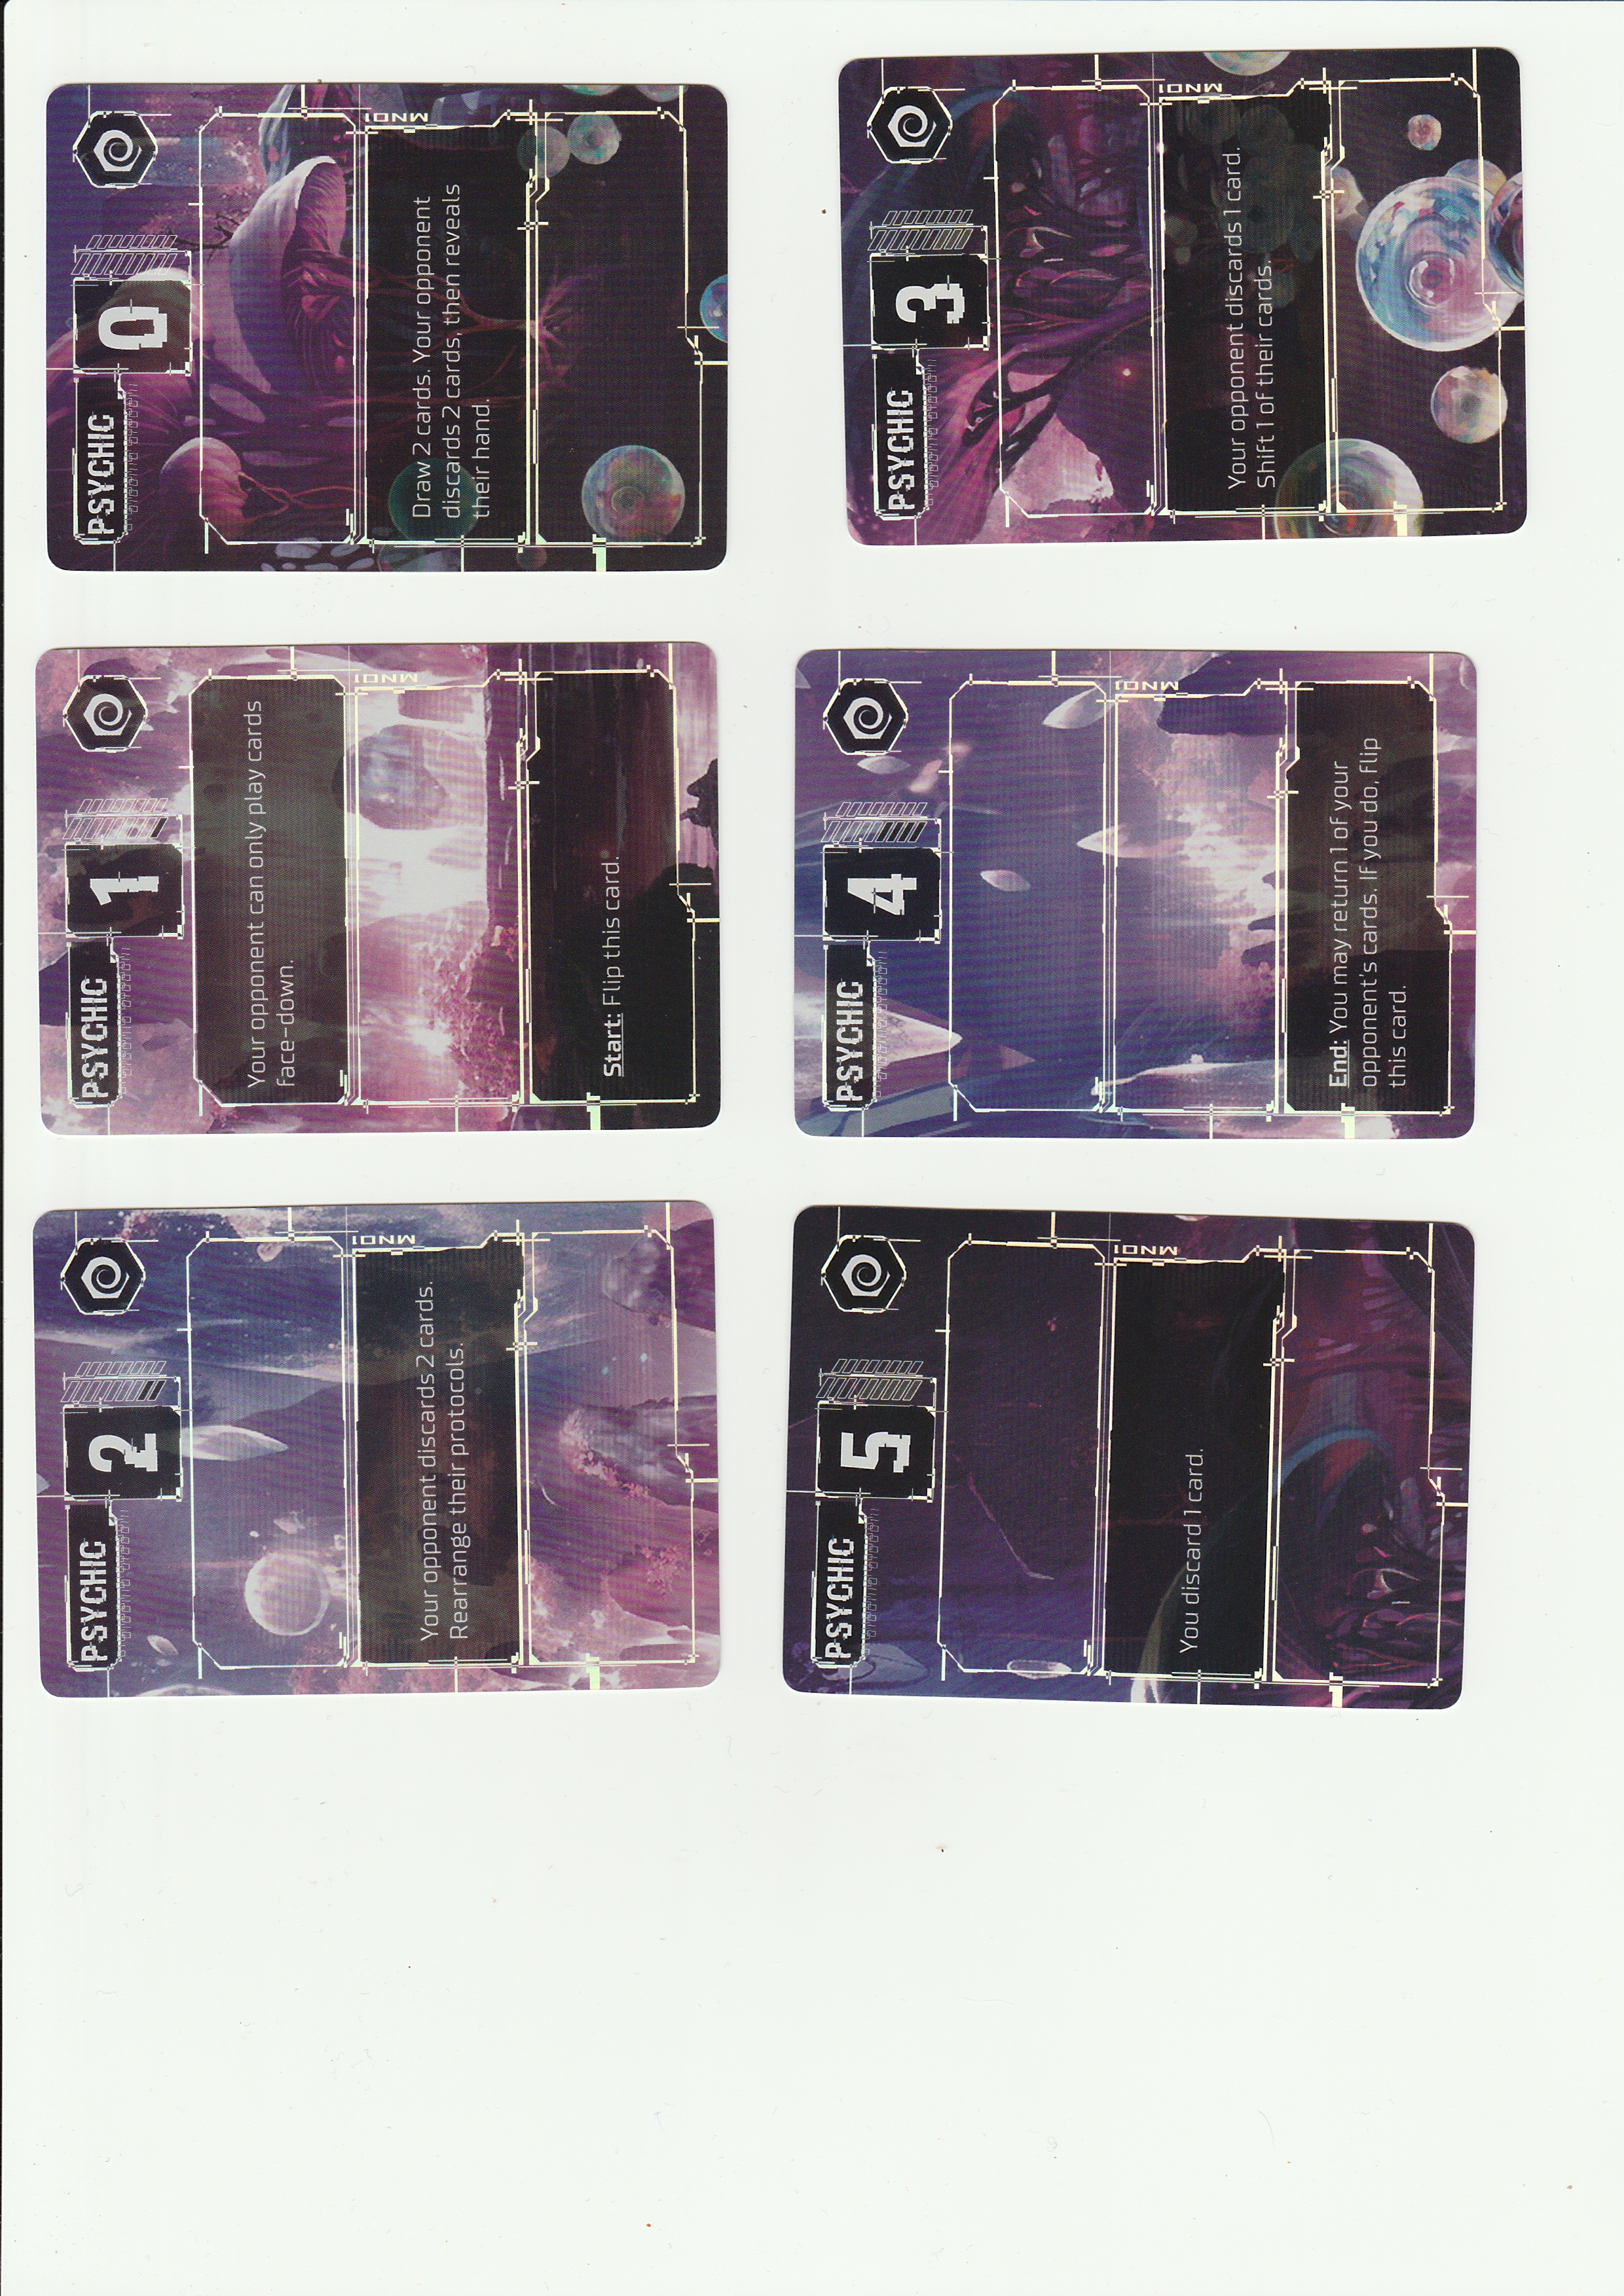 PSYCHIC
2
Your opponent discards 2 cards.
Rearrange their protocols.
MN01
PSYCHIC
1
Your opponent can only play cards
face-down.
Start: Flip this card.
MN01
PSYCHIC
0
Draw 2 cards. Your opponent
discards 2 cards, then reveals
their hand.
MN01
PSYCHIC
5
You discard 1 card.
MN01
PSYCHIC
4
End: You may return 1 of your
opponent's cards. If you do, flip
this card.
MN01
PSYCHIC
3
Your opponent discards 1 card.
Shift 1 of their cards.
MN01